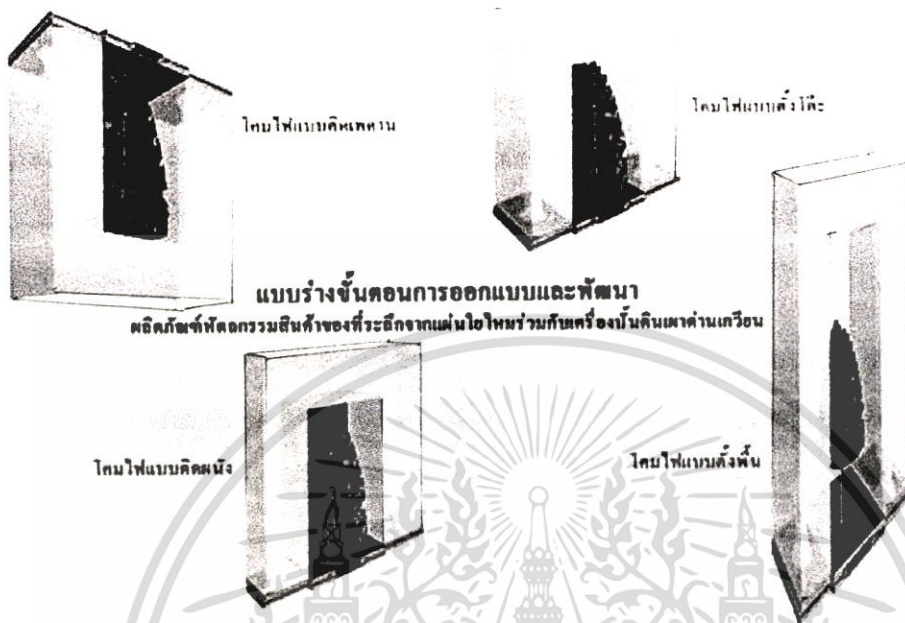 โคมไฟแบบติดเพดาน
โคมไฟแบบตั้งโต๊ะ
แบบร่างขั้นตอนการออกแบบและพัฒนา
ผลิตภัณฑ์หัตถกรรมสินค้าของที่ระลึกจากแผ่นใยไหมร่วมกับเครื่องปั้นดินเผาด่านเกวียน
โคมไฟแบบติดผนัง
โคมไฟแบบตั้งพื้น